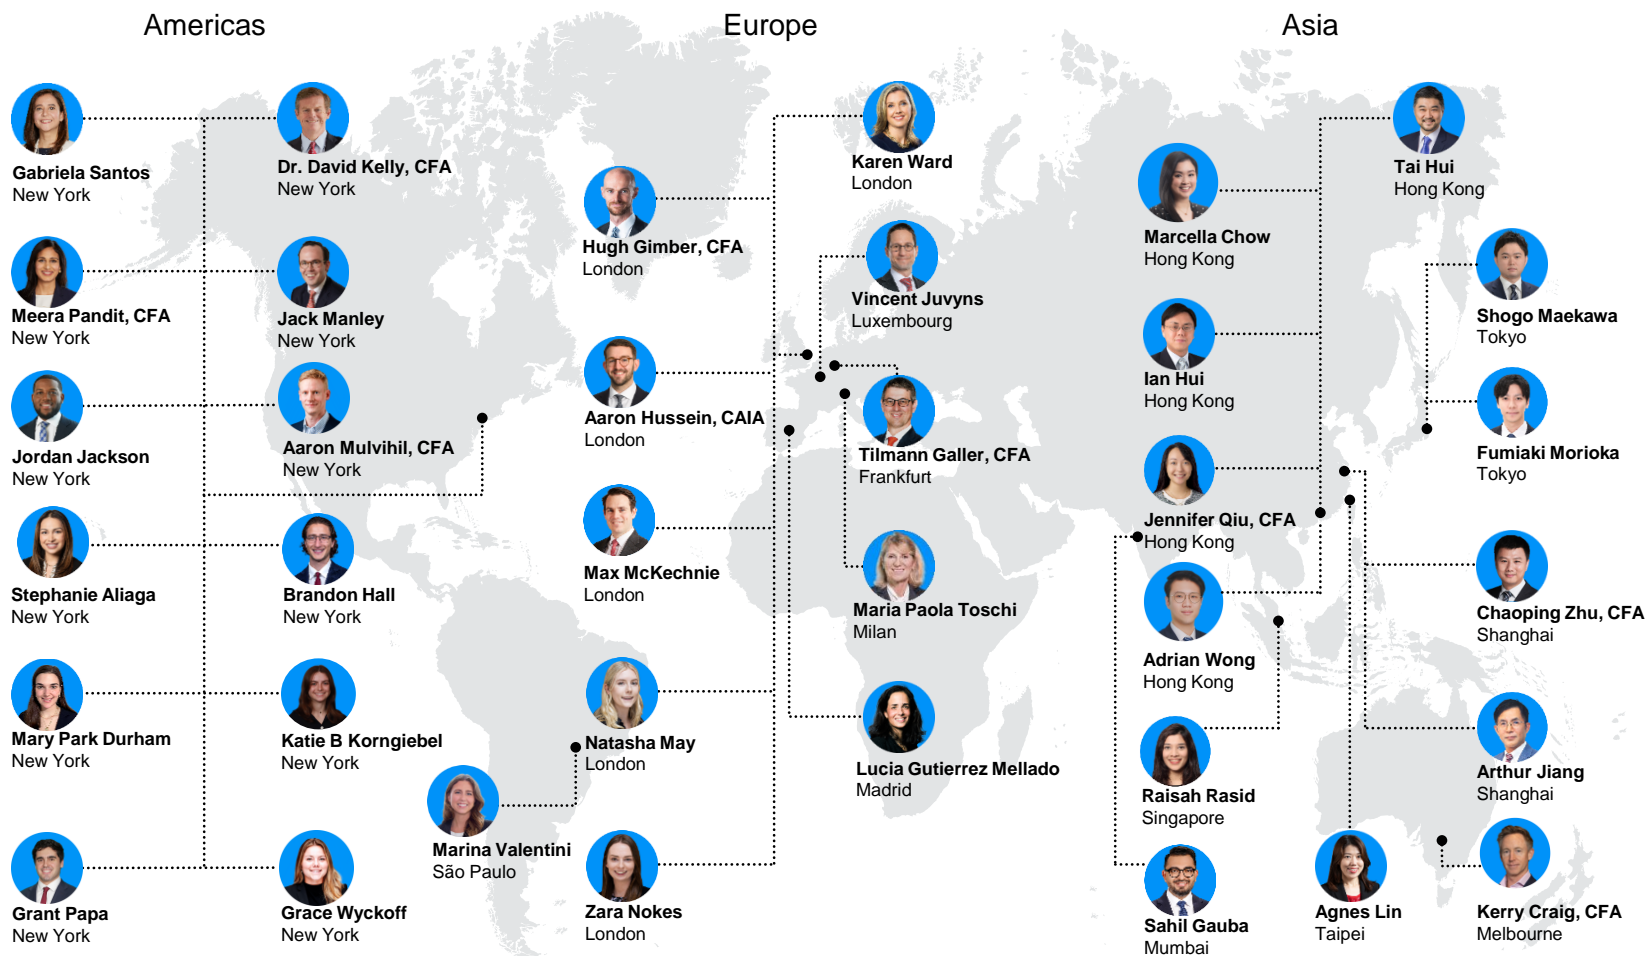 Americas
Europe
Asia
Gabriela Santos
New York
Dr. David Kelly, CFA
New York
Meera Pandit, CFA
New York
Jack Manley
New York
Jordan Jackson
New York
Aaron Mulvihil, CFA
New York
Stephanie Aliaga
New York
Brandon Hall
New York
Mary Park Durham
New York
Katie B Korngiebel
New York
Grant Papa
New York
Grace Wyckoff
New York
Marina Valentini
São Paulo
Karen Ward
London
Hugh Gimber, CFA
London
Vincent Juvyns
Luxembourg
Aaron Hussein, CAIA
London
Tilmann Galler, CFA
Frankfurt
Max McKechnie
London
Maria Paola Toschi
Milan
Natasha May
London
Lucia Gutierrez Mellado
Madrid
Zara Nokes
London
Tai Hui
Hong Kong
Marcella Chow
Hong Kong
Shogo Maekawa
Tokyo
Ian Hui
Hong Kong
Fumiaki Morioka
Tokyo
Jennifer Qiu, CFA
Hong Kong
Chaoping Zhu, CFA
Shanghai
Adrian Wong
Hong Kong
Arthur Jiang
Shanghai
Raisah Rasid
Singapore
Sahil Gauba
Mumbai
Agnes Lin
Taipei
Kerry Craig, CFA
Melbourne